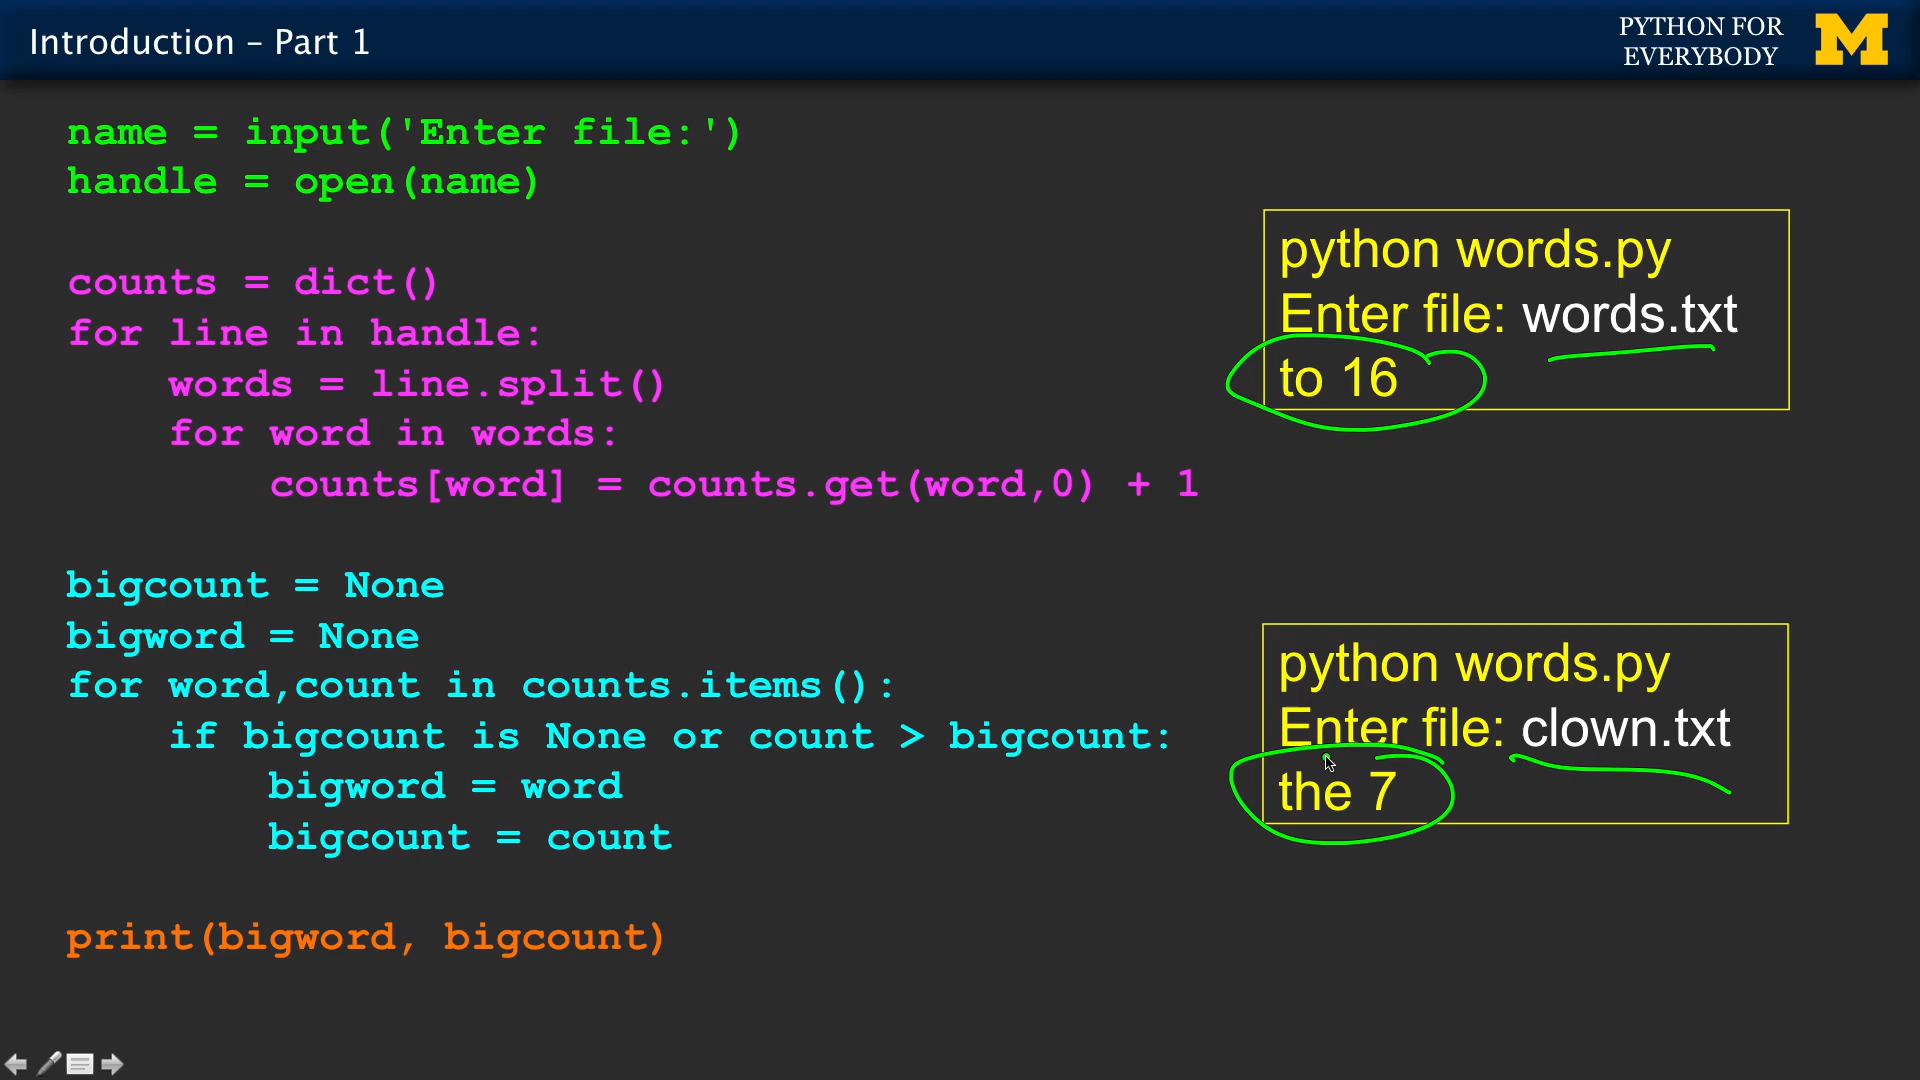 Introduction – Part 1
PYTHON FOR
EVERYBODY
M
name = input('Enter file:')
handle = open(name)
counts = dict()
for line in handle:
    words = line.split()
    for word in words:
        counts[word] = counts.get(word,0) + 1
bigcount = None
bigword = None
for word,count in counts.items():
    if bigcount is None or count > bigcount:
        bigword = word
        bigcount = count
print(bigword, bigcount)
python words.py
Enter file: words.txt
to 16
python words.py
Enter file: clown.txt
the 7